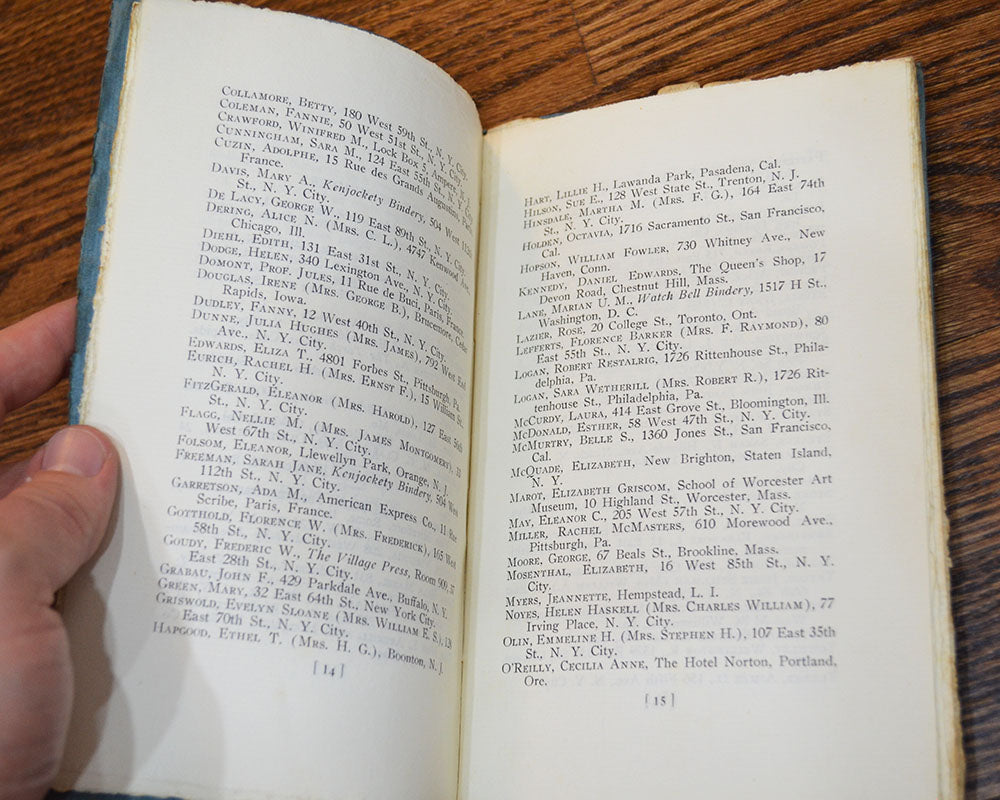 COLLAMORE, BETTY, 180 West 59th St., N. Y. City.
COLEMAN, FANNIE, 50 West 51st St., N. Y. City.
CRAWFORD, WINIFRED M., Lock Box 5, Ampere, N. J.
CUNNINGHAM, SARA M., 124 East 55th St., N. Y. City.
CUZIN, ADOLPHE, 15 Rue des Grands Augustins, Paris,
France.
DAVIS, MARY A., Kenjockety Bindery, 504 West 112th
St., N. Y. City.
DE LACY, GEORGE W., 119 East 89th St., N. Y. City.
DERING, ALICE N. (MRS. C. L.), 4747 Kenwood Ave.,
Chicago, Ill.
DIEHL, EDITH, 131 East 31st St., N. Y. City.
DODGE, HELEN, 340 Lexington Ave., N. Y. City.
DOMONT, PROF. JULES, 11 Rue de Buci, Paris, France.
DOUGLAS, IRENE (MRS. GEORGE B.), Brucemore, Cedar
Rapids, Iowa.
DUDLEY, FANNY, 12 West 40th St., N. Y. City.
DUNNE, JULIA HUGHES (MRS. JAMES), 792 West End
Ave., N. Y. City.
EDWARDS, ELIZA T., 4801 Forbes St., Pittsburgh, Pa.
EURICH, RACHEL H. (MRS. ERNST F.), 15 William St.,
N. Y. City.
FITZGERALD, ELEANOR (MRS. HAROLD), 127 East 56th
St., N. Y. City.
FLAGG, NELLIE M. (MRS. JAMES MONTGOMERY), 33
West 67th St., N. Y. City.
FOLSOM, ELEANOR, Llewellyn Park, Orange, N. J.
FREEMAN, SARAH JANE, Kenjockety Bindery, 504 West
112th St., N. Y. City.
GARRETSON, ADA M., American Express Co., 11 Rue
Scribe, Paris, France.
GOTTHOLD, FLORENCE W. (MRS. FREDERICK), 165 West
58th St., N. Y. City.
GOUDY, FREDERIC W., The Village Press, Room 909, 37
East 28th St., N. Y. City.
GRABAU, JOHN F., 429 Parkdale Ave., Buffalo, N. Y.
GREEN, MARY, 32 East 64th St., New York City.
GRISWOLD, EVELYN SLOANE (MRS. WILLIAM E. S.),
East 70th St., N. Y. City.
HAPGOOD, ETHEL T. (MRS. H. G.), Boonton, N. J.
[ 14 ]
HART, LILLIE H., Lawanda Park, Pasadena, Cal.
HILSON, SUE E., 128 West State St., Trenton, N. J.
HINSDALE, MARTHA M. (MRS. F. G.), 164 East 74th
St., N. Y. City.
HOLDEN, OCTAVIA, 1716 Sacramento St., San Francisco,
Cal.
HOPSON, WILLIAM FOWLER, 730 Whitney Ave., New
Haven, Conn.
KENNEDY, DANIEL EDWARDS, The Queen's Shop, 17
Devon Road, Chestnut Hill, Mass.
LANE, MARIAN U. M., Watch Bell Bindery, 1517 H St.,
Washington, D. C.
LAZIER, ROSE, 20 College St., Toronto, Ont.
LEFFERTS, FLORENCE BARKER (MRS. F. RAYMOND), 80
East 55th St., N. Y. City.
LOGAN, ROBERT RESTALRIG, 1726 Rittenhouse St., Phila-
delphia, Pa.
LOGAN, SARA WETHERILL (MRS. ROBERT R.), 1726 Rit-
tenhouse St., Philadelphia, Pa.
MCCURDY, LAURA, 414 East Grove St., Bloomington, Ill.
MCDONALD, ESTHER, 58 West 47th St., N. Y. City.
MCMURTRY, BELLE S., 1360 Jones St., San Francisco,
Cal.
MCQUADE, ELIZABETH, New Brighton, Staten Island,
N. Y.
MAROT, ELIZABETH GRISCOM, School of Worcester Art
Museum, 10 Highland St., Worcester, Mass.
MAY, ELEANOR C., 205 West 57th St., N. Y. City.
MILLER, RACHEL MCMASTERS, 610 Morewood Ave.,
Pittsburgh, Pa.
MOORE, GEORGE, 67 Beals St., Brookline, Mass.
MOSENTHAL, ELIZABETH, 16 West 85th St., N. Y.
City.
MYERS, JEANNETTE, Hempstead, L. I.
NOYES, HELEN HASKELL (MRS. CHARLES WILLIAM), 77
Irving Place, N. Y. City.
OLIN, EMMELINE H. (MRS. STEPHEN H.), 107 East 35th
St., N. Y. City.
O'REILLY, CECILIA ANNE, The Hotel Norton, Portland,
Ore.
[ 15 ]